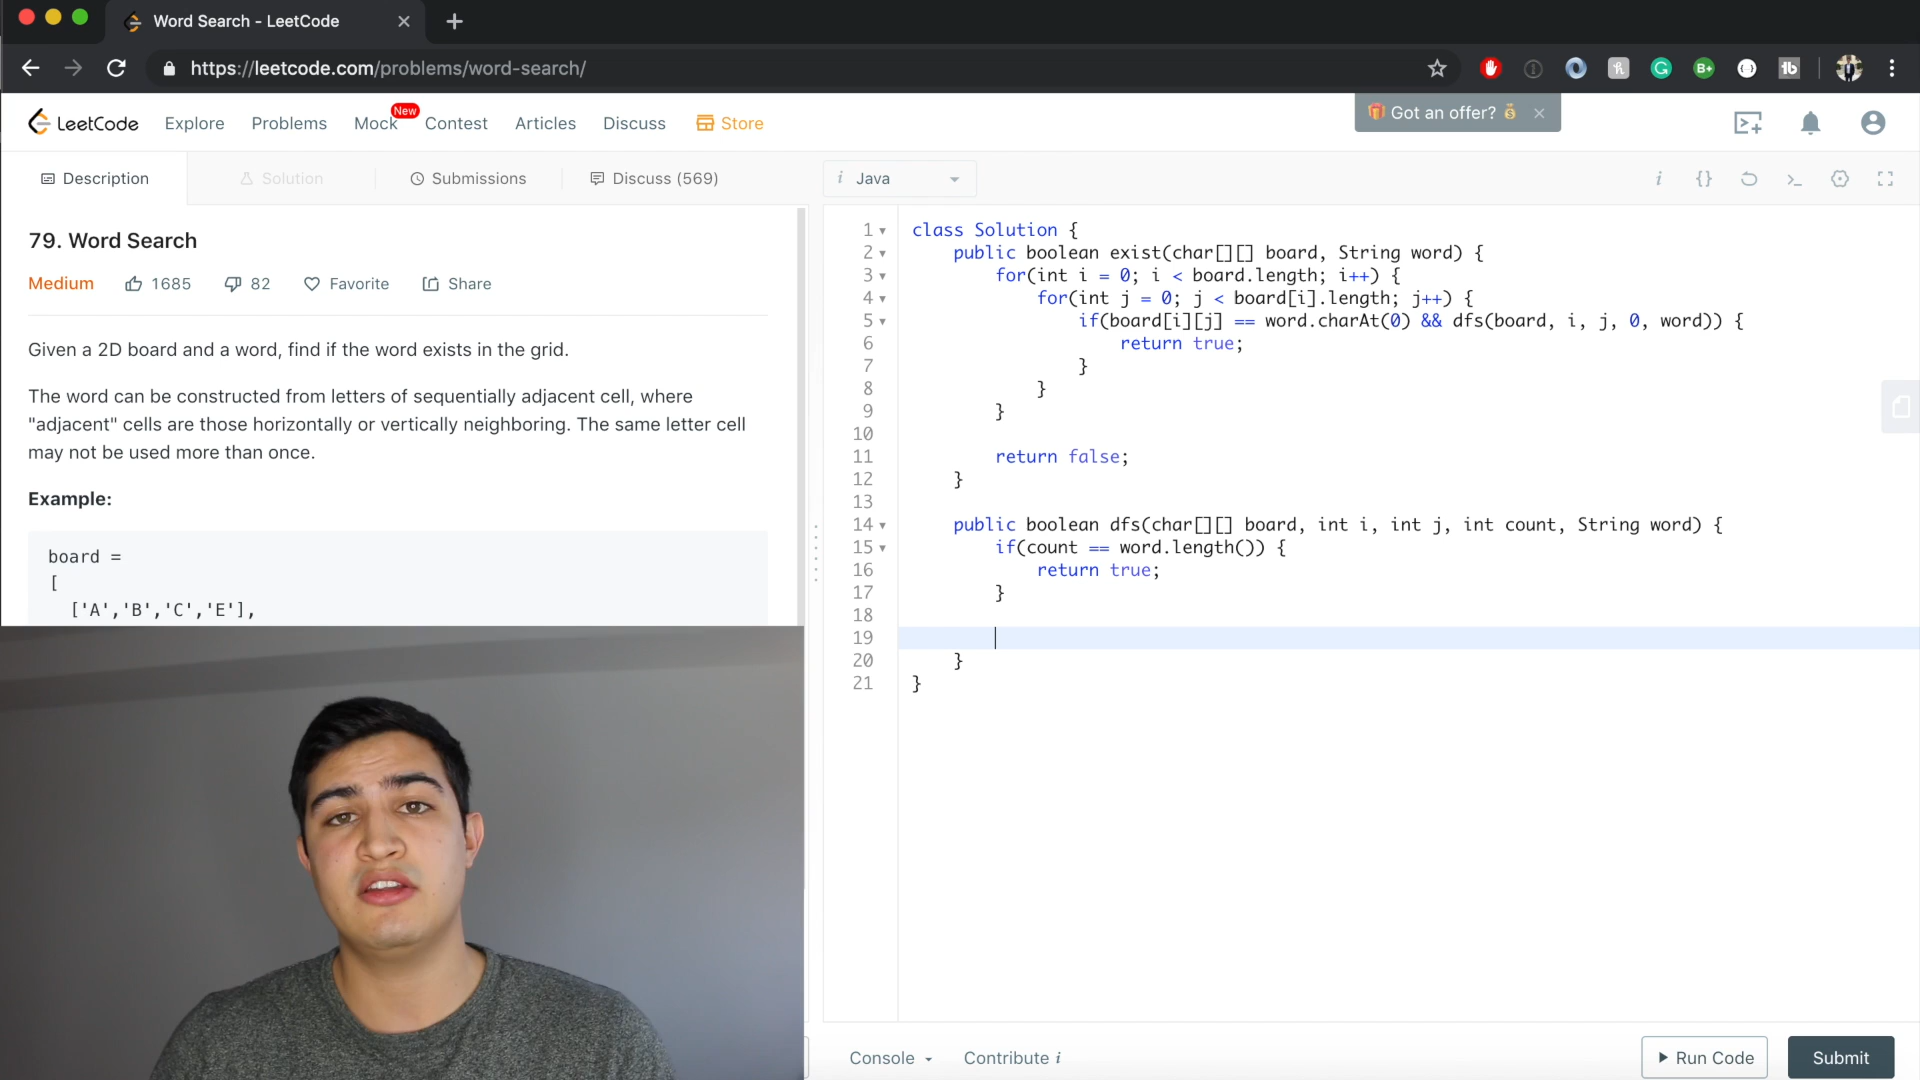 Word Search - LeetCode
https://leetcode.com/problems/word-search/
LeetCode Explore Problems Mock New Contest Articles Discuss Store
Got an offer?
Description Solution Submissions Discuss (569)
79. Word Search
Medium 1685 82 Favorite Share
Given a 2D board and a word, find if the word exists in the grid.
The word can be constructed from letters of sequentially adjacent cell, where
"adjacent" cells are those horizontally or vertically neighboring. The same letter cell
may not be used more than once.
Example:
board =
[
['A','B','C','E'],
i Java
1 class Solution {
2 public boolean exist(char[][] board, String word) {
3 for(int i = 0; i < board.length; i++) {
4 for(int j = 0; j < board[i].length; j++) {
5 if(board[i][j] == word.charAt(0) && dfs(board, i, j, 0, word)) {
6 return true;
7 }
8 }
9 }
10
11 return false;
12 }
13
14 public boolean dfs(char[][] board, int i, int j, int count, String word) {
15 if(count == word.length()) {
16 return true;
17 }
18
19
20 }
21 }
Console Contribute i Run Code Submit